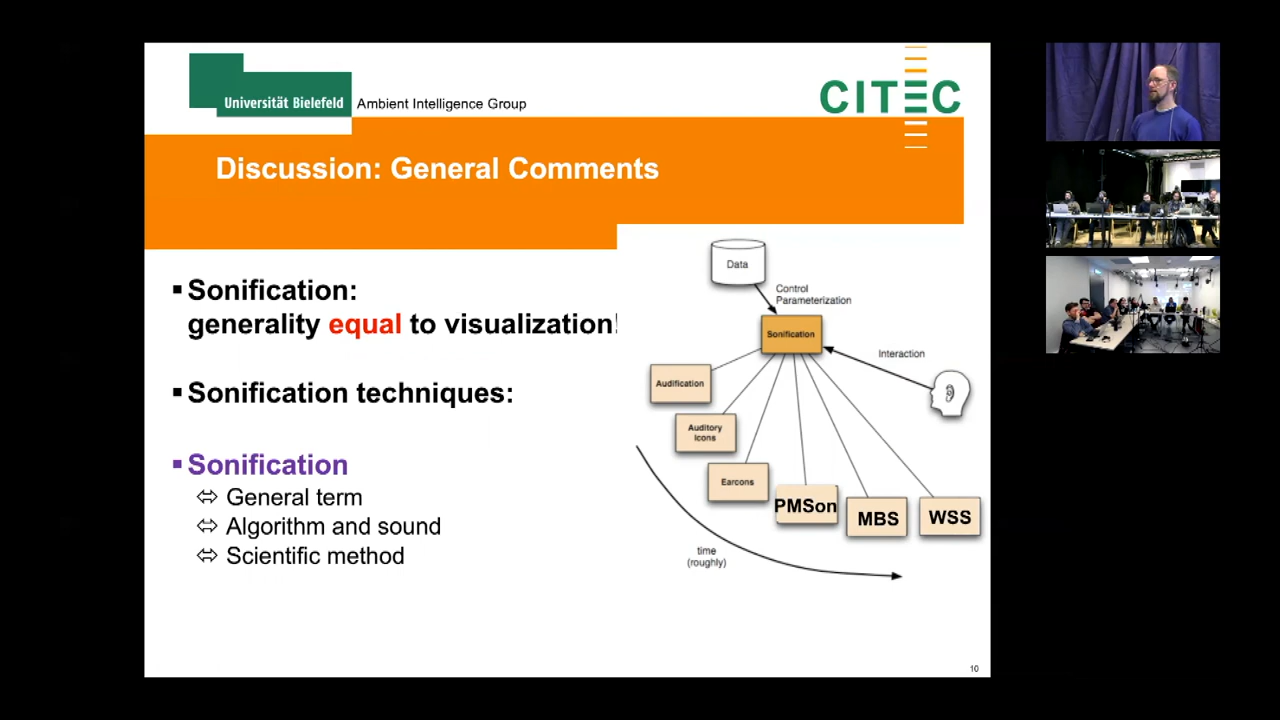 Universität Bielefeld
Ambient Intelligence Group
CITEC
Discussion: General Comments
▪ Sonification:
generality equal to visualization!
▪ Sonification techniques:
▪ Sonification
⇔ General term
⇔ Algorithm and sound
⇔ Scientific method
Data
Control
Parameterization
Sonification
Interaction
Audification
Auditory
Icons
Earcons
PMSon
MBS
WSS
time
(roughly)
10